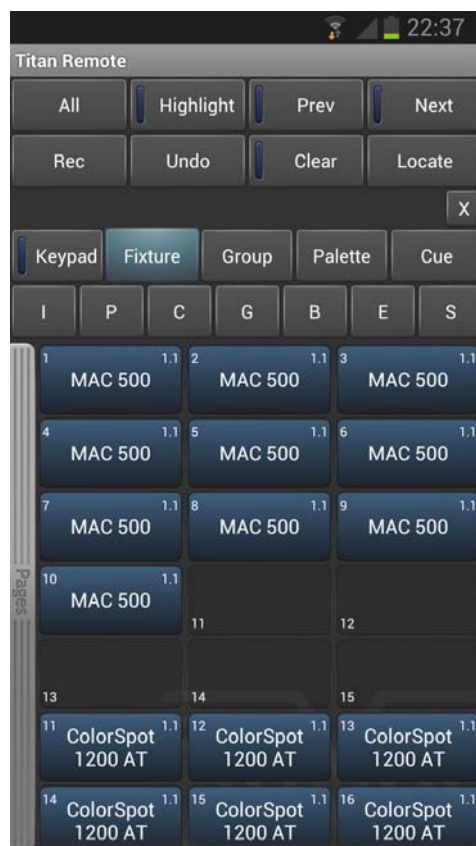 22:37
Titan Remote
All Highlight Prev Next
Rec Undo Clear Locate
X
Keypad Fixture Group Palette Cue
I P C G B E S
1 1.1 2 1.1 3 1.1
MAC 500 MAC 500 MAC 500
4 1.1 5 1.1 6 1.1
MAC 500 MAC 500 MAC 500
7 1.1 8 1.1 9 1.1
MAC 500 MAC 500 MAC 500
Pages
10 1.1
MAC 500
11 12
13 14 15
11 1.1 12 1.1 13 1.1
ColorSpot ColorSpot ColorSpot
1200 AT 1200 AT 1200 AT
14 1.1 15 1.1 16 1.1
ColorSpot ColorSpot ColorSpot
1200 AT 1200 AT 1200 AT